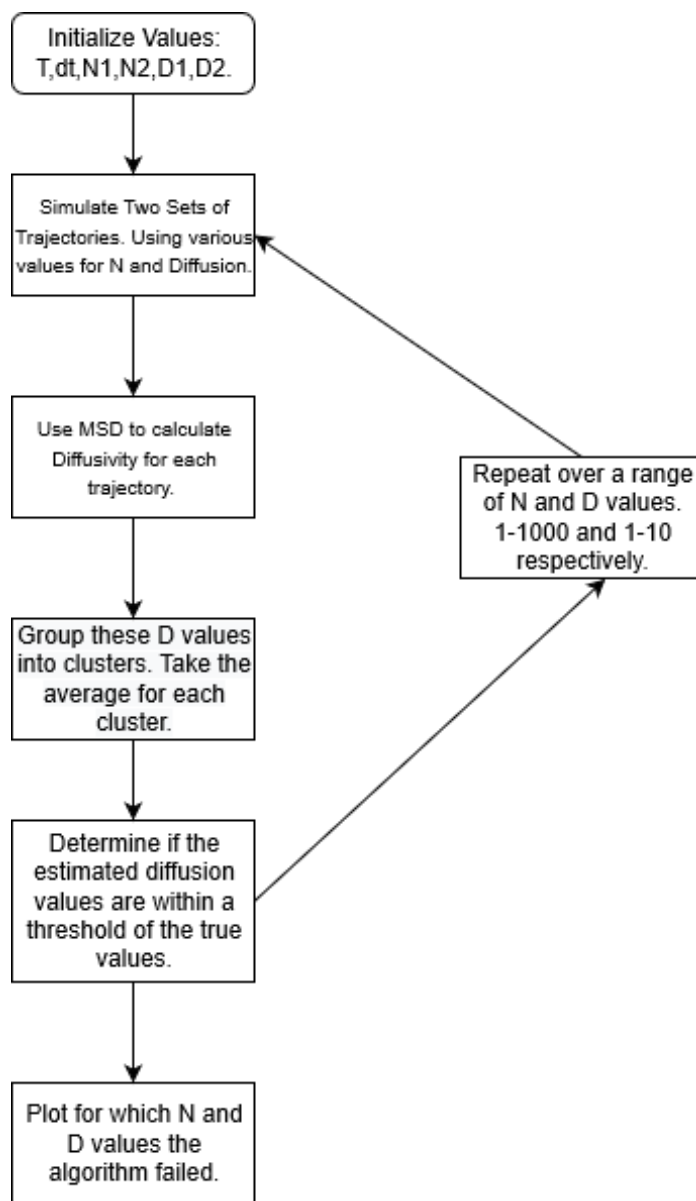 Initialize Values:
T,dt,N1,N2,D1,D2.
Simulate Two Sets of
Trajectories. Using various
values for N and Diffusion.
Use MSD to calculate
Diffusivity for each
trajectory.
Repeat over a range
of N and D values.
1-1000 and 1-10
respectively.
Group these D values
into clusters. Take the
average for each
cluster.
Determine if the
estimated diffusion
values are within a
threshold of the true
values.
Plot for which N and
D values the
algorithm failed.